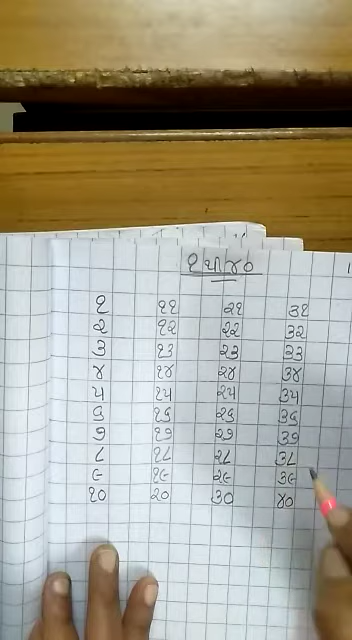 ૧ થી ૪૦
૧ ૧૧ ૨૧ ૩૧
૨ ૧૨ ૨૨ ૩૨
૩ ૧૩ ૨૩ ૩૩
૪ ૧૪ ૨૪ ૩૪
૫ ૧૫ ૨૫ ૩૫
૬ ૧૬ ૨૬ ૩૬
૭ ૧૭ ૨૭ ૩૭
૮ ૧૮ ૨૮ ૩૮
૯ ૧૯ ૨૯ ૩૯
૧૦ ૨૦ ૩૦ ૪૦